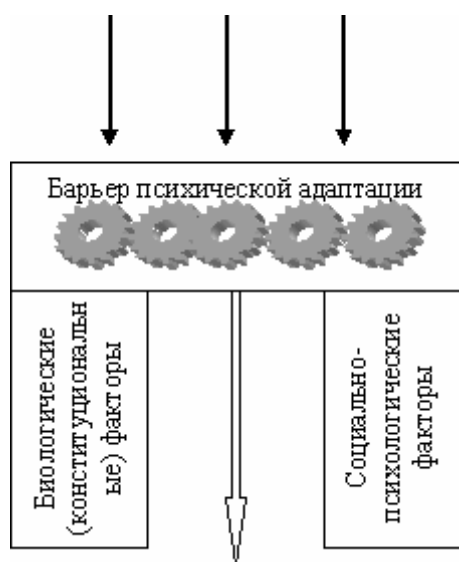 Барьер психической адаптации
Биологические
(конституциональн
ые) факторы
Социально-
психологические
факторы